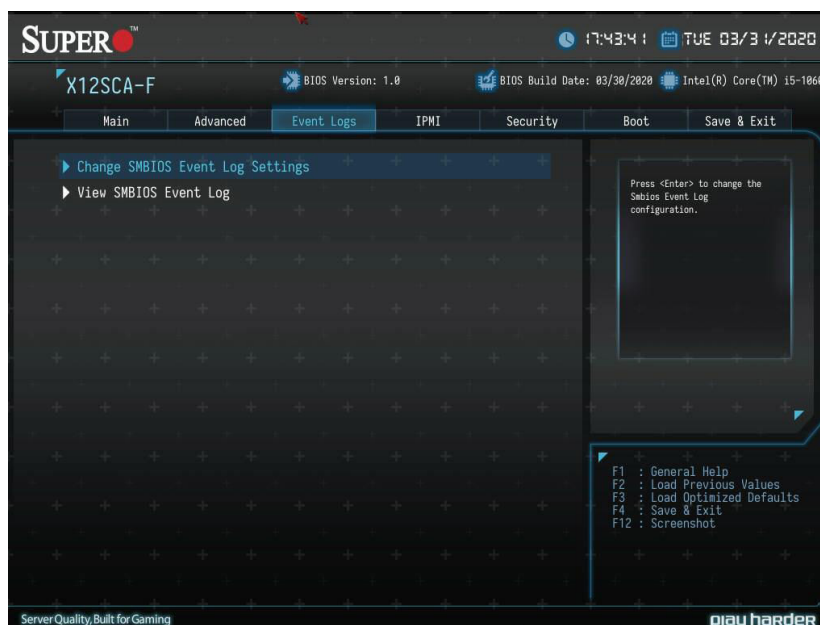 SUPER TM
17:43:41 TUE 03/31/2020
X12SCA-F BIOS Version: 1.0 BIOS Build Date: 03/30/2020 Intel(R) Core(TM) i5-106
Main Advanced Event Logs IPMI Security Boot Save & Exit
Change SMBIOS Event Log Settings
View SMBIOS Event Log
Press <Enter> to change the
Smbios Event Log
configuration.
F1 : General Help
F2 : Load Previous Values
F3 : Load Optimized Defaults
F4 : Save & Exit
F12 : Screenshot
Server Quality, Built for Gaming
play harder